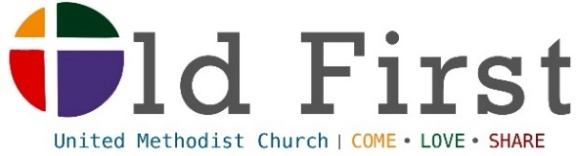 Old First
United Methodist Church | COME • LOVE • SHARE